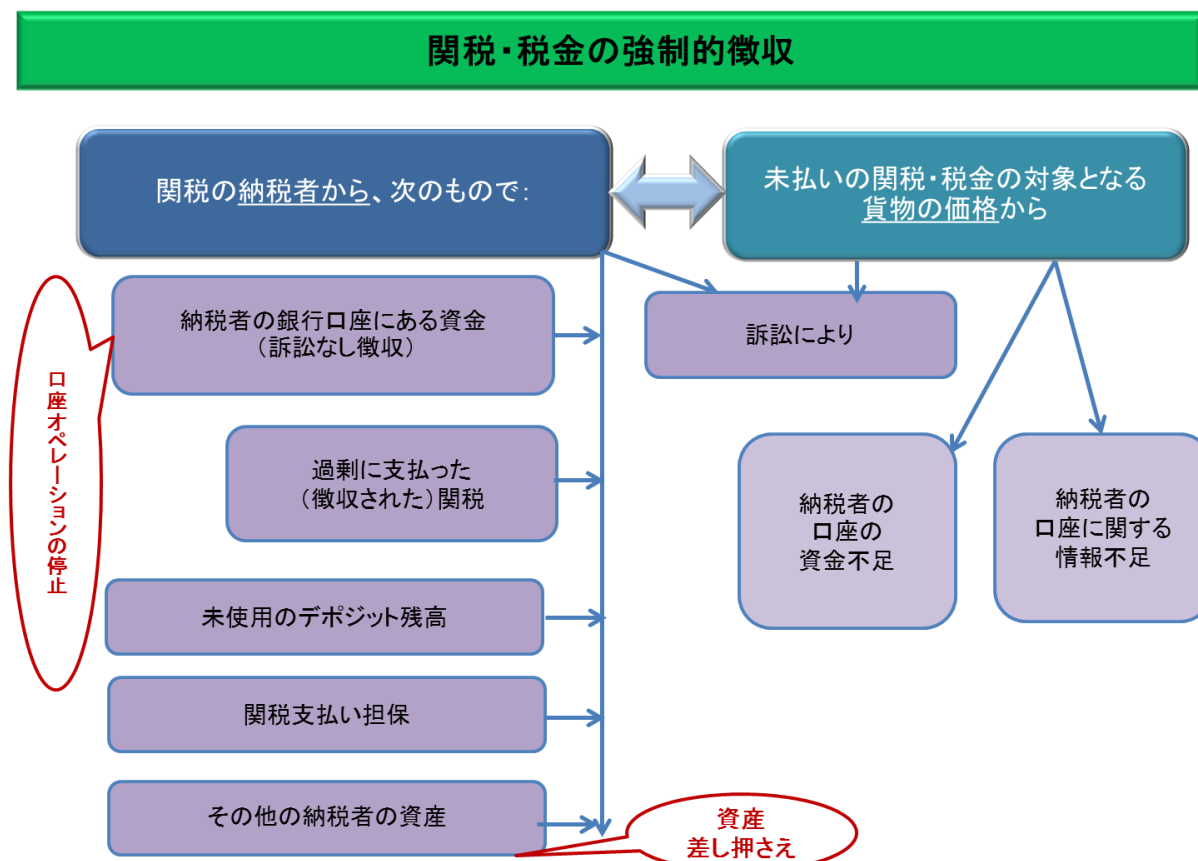 関税・税金の強制的徴収
関税の納税者から、次のもので:
未払いの関税・税金の対象となる
貨物の価格から
納税者の銀行口座にある資金
(訴訟なし徴収)
訴訟により
口座オペレーションの停止
過剰に支払った
(徴収された)関税
納税者の
口座の
資金不足
納税者の
口座に関する
情報不足
未使用のデポジット残高
関税支払い担保
その他の納税者の資産
資産
差し押さえ